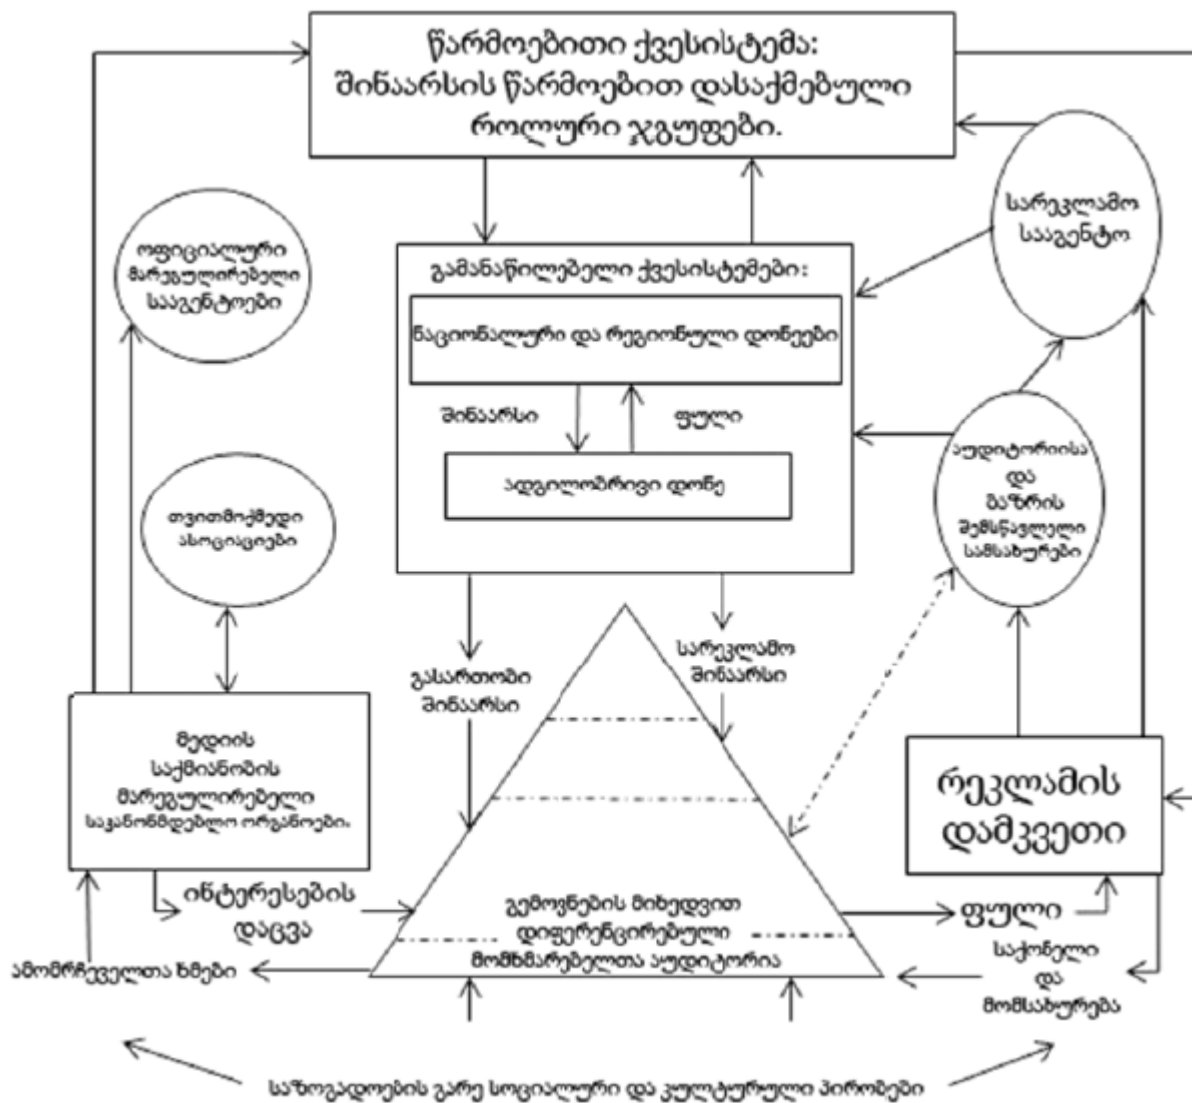 წარმოებითი ქვესისტემა:
შინაარსის წარმოებით დასაქმებული
როლური ჯგუფები.
სარეკლამო
სააგენტო
ოფიციალური
მარეგულირებელი
სააგენტოები
გამანაწილებელი ქვესისტემები:
ნაციონალური და რეგიონული დონეები
შინაარსი
ფული
ადგილობრივი დონე
აუდიტორიისა
და
ბაზრის
შემსწავლელი
სამსახურები
თვითმოქმედი
ასოციაციები
გასართობი
შინაარსი
სარეკლამო
შინაარსი
მედიის
საქმიანობის
მარეგულირებელი
საკანონმდებლო ორგანოები.
რეკლამის
დამკვეთი
ინტერესების
დაცვა
გემოვნების მიხედვით
დიფერენცირებული
მომხმარებელთა აუდიტორია
ფული
საქონელი
და
მომსახურება
ამომრჩეველთა ხმები
საზოგადოების გარე სოციალური და კულტურული პირობები